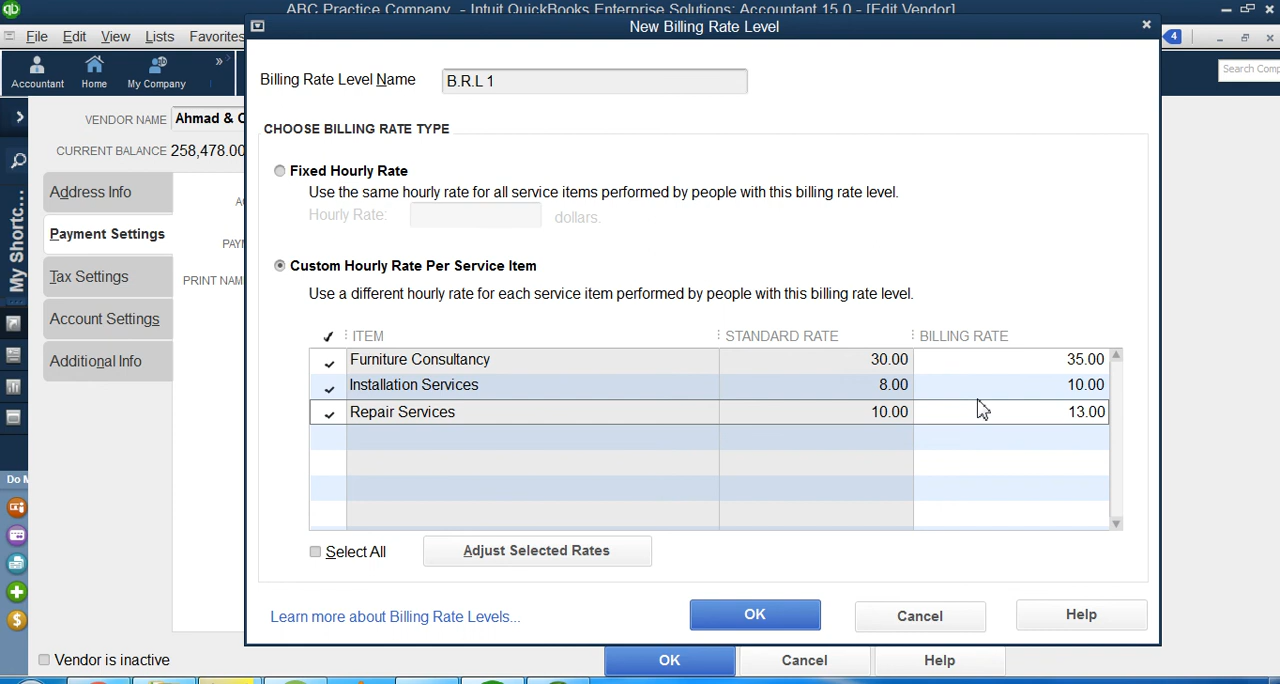 ABC Practice Company - Intuit QuickBooks Enterprise Solutions: Accountant 15.0 - [Edit Vendor]
New Billing Rate Level
File Edit View Lists Favorites
4
Accountant Home My Company
Search Comp
Billing Rate Level Name B.R.L 1
VENDOR NAME Ahmad &
CURRENT BALANCE 258,478.00
CHOOSE BILLING RATE TYPE
Fixed Hourly Rate
Use the same hourly rate for all service items performed by people with this billing rate level.
Hourly Rate: dollars.
My Shortc...
Address Info
Payment Settings
Tax Settings
PRINT NAM
Account Settings
Additional Info
Custom Hourly Rate Per Service Item
Use a different hourly rate for each service item performed by people with this billing rate level.
✓ ITEM STANDARD RATE BILLING RATE
✓ Furniture Consultancy 30.00 35.00
✓ Installation Services 8.00 10.00
✓ Repair Services 10.00 13.00
Do M
Select All Adjust Selected Rates
Learn more about Billing Rate Levels... OK Cancel Help
Vendor is inactive OK Cancel Help